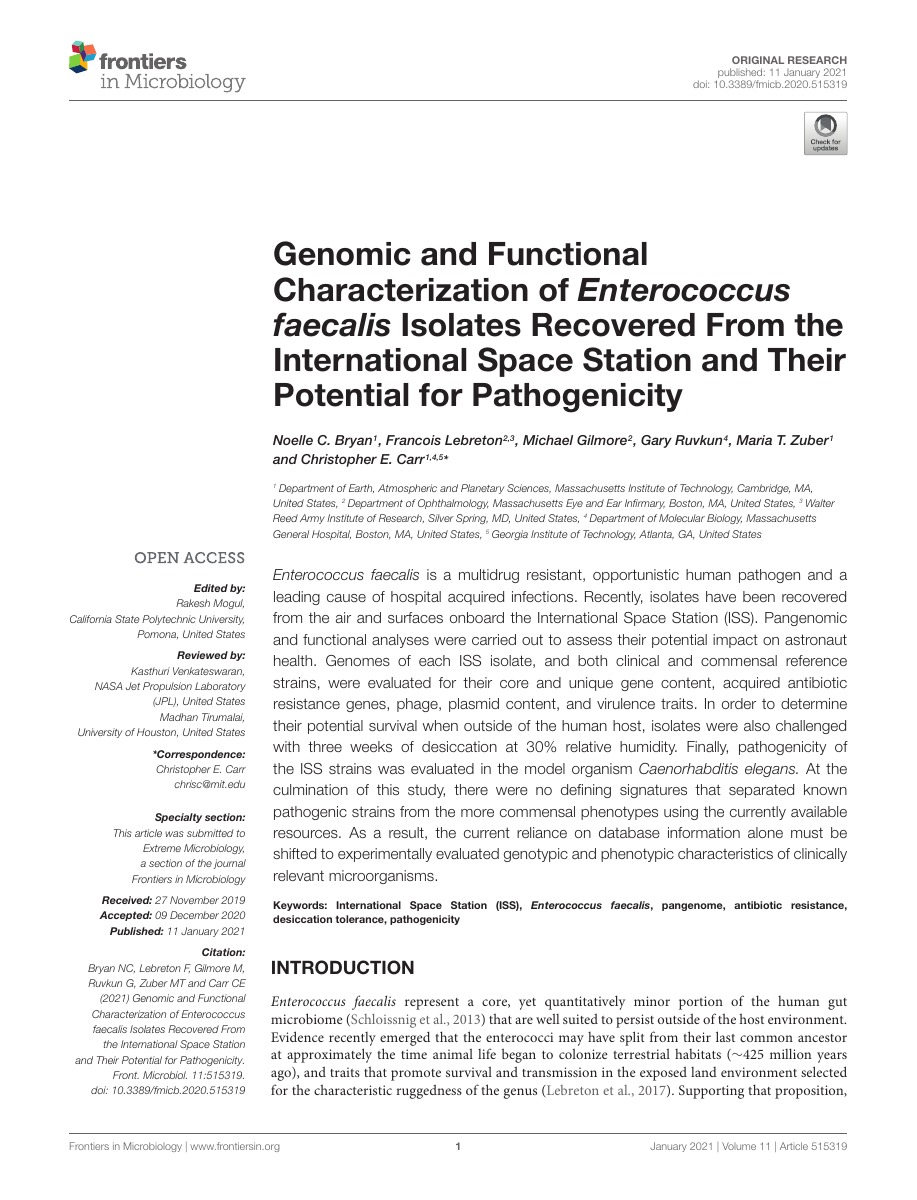 frontiers
in Microbiology
ORIGINAL RESEARCH
published: 11 January 2021
doi: 10.3389/fmicb.2020.515319
Check for
updates
Genomic and Functional
Characterization of Enterococcus
faecalis Isolates Recovered From the
International Space Station and Their
Potential for Pathogenicity
Noelle C. Bryan1, Francois Lebreton2,3, Michael Gilmore2, Gary Ruvkun4, Maria T. Zuber1
and Christopher E. Carr1,4,5*
1 Department of Earth, Atmospheric and Planetary Sciences, Massachusetts Institute of Technology, Cambridge, MA,
United States, 2 Department of Ophthalmology, Massachusetts Eye and Ear Infirmary, Boston, MA, United States, 3 Walter
Reed Army Institute of Research, Silver Spring, MD, United States, 4 Department of Molecular Biology, Massachusetts
General Hospital, Boston, MA, United States, 5 Georgia Institute of Technology, Atlanta, GA, United States
OPEN ACCESS
Edited by:
Rakesh Mogul,
California State Polytechnic University,
Pomona, United States
Reviewed by:
Kasthuri Venkateswaran,
NASA Jet Propulsion Laboratory
(JPL), United States
Madhan Tirumalai,
University of Houston, United States
*Correspondence:
Christopher E. Carr
chrisc@mit.edu
Specialty section:
This article was submitted to
Extreme Microbiology,
a section of the journal
Frontiers in Microbiology
Received: 27 November 2019
Accepted: 09 December 2020
Published: 11 January 2021
Citation:
Bryan NC, Lebreton F, Gilmore M,
Ruvkun G, Zuber MT and Carr CE
(2021) Genomic and Functional
Characterization of Enterococcus
faecalis Isolates Recovered From
the International Space Station
and Their Potential for Pathogenicity.
Front. Microbiol. 11:515319.
doi: 10.3389/fmicb.2020.515319
Enterococcus faecalis is a multidrug resistant, opportunistic human pathogen and a
leading cause of hospital acquired infections. Recently, isolates have been recovered
from the air and surfaces onboard the International Space Station (ISS). Pangenomic
and functional analyses were carried out to assess their potential impact on astronaut
health. Genomes of each ISS isolate, and both clinical and commensal reference
strains, were evaluated for their core and unique gene content, acquired antibiotic
resistance genes, phage, plasmid content, and virulence traits. In order to determine
their potential survival when outside of the human host, isolates were also challenged
with three weeks of desiccation at 30% relative humidity. Finally, pathogenicity of
the ISS strains was evaluated in the model organism Caenorhabditis elegans. At the
culmination of this study, there were no defining signatures that separated known
pathogenic strains from the more commensal phenotypes using the currently available
resources. As a result, the current reliance on database information alone must be
shifted to experimentally evaluated genotypic and phenotypic characteristics of clinically
relevant microorganisms.
Keywords: International Space Station (ISS), Enterococcus faecalis, pangenome, antibiotic resistance,
desiccation tolerance, pathogenicity
INTRODUCTION
Enterococcus faecalis represent a core, yet quantitatively minor portion of the human gut
microbiome (Schloissnig et al., 2013) that are well suited to persist outside of the host environment.
Evidence recently emerged that the enterococci may have split from their last common ancestor
at approximately the time animal life began to colonize terrestrial habitats (∼425 million years
ago), and traits that promote survival and transmission in the exposed land environment selected
for the characteristic ruggedness of the genus (Lebreton et al., 2017). Supporting that proposition,
Frontiers in Microbiology | www.frontiersin.org
1
January 2021 | Volume 11 | Article 515319